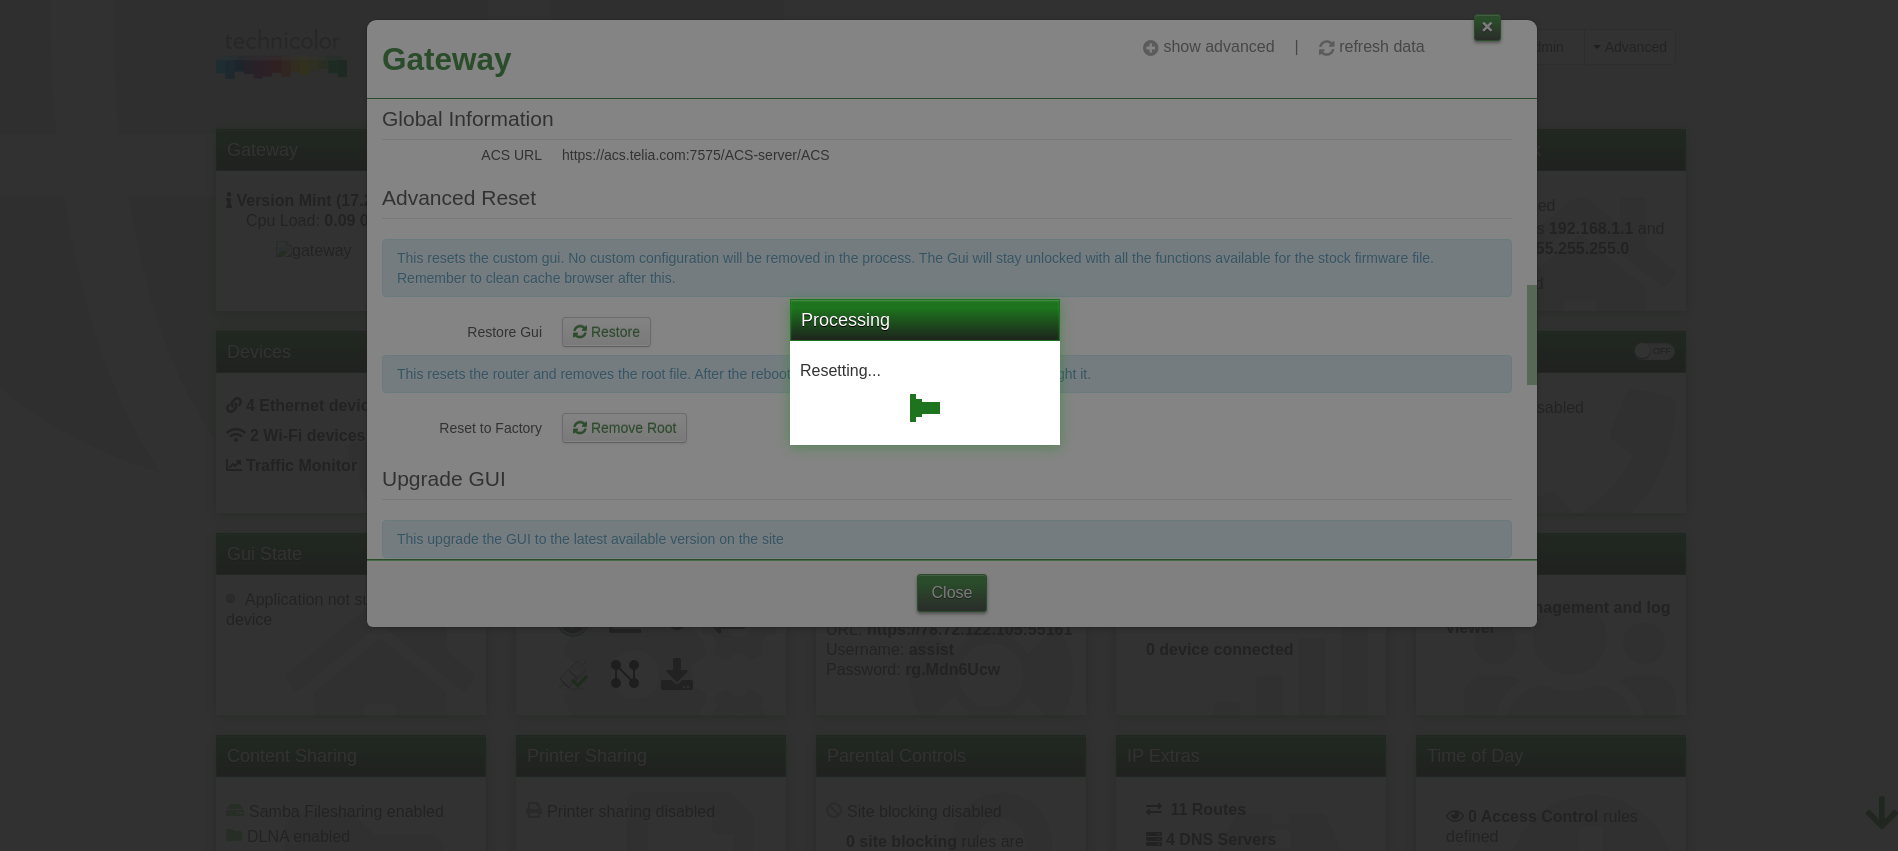 technicolor
Gateway
show advanced | refresh data
Admin
Advanced
Global Information
ACS URL https://acs.telia.com:7575/ACS-server/ACS
Gateway
Version Mint (17.
Cpu Load: 0.09
gateway
Advanced Reset
This resets the custom gui. No custom configuration will be removed in the process. The Gui will stay unlocked with all the functions available for the stock firmware file.
Remember to clean cache browser after this.
192.168.1.1 and
55.255.255.0
Processing
Resetting...
Restore Gui Restore
Devices
OFF
This resets the router and removes the root file. After the reboot
it.
4 Ethernet
2 Wi-Fi devices
Traffic Monitor
Reset to Factory Remove Root
Upgrade GUI
This upgrade the GUI to the latest available version on the site
Gui State
Application not
device
Close
URL: https://78.72.122.105:55161
Username: assist
Password: rg.Mdn6Ucw
0 device connected
and log
viewer
Content Sharing
Printer Sharing
Parental Controls
IP Extras
Time of Day
Samba Filesharing enabled
DLNA enabled
Printer sharing disabled
Site blocking disabled
0 site blocking rules are
11 Routes
4 DNS Servers
0 Access Control rules
defined